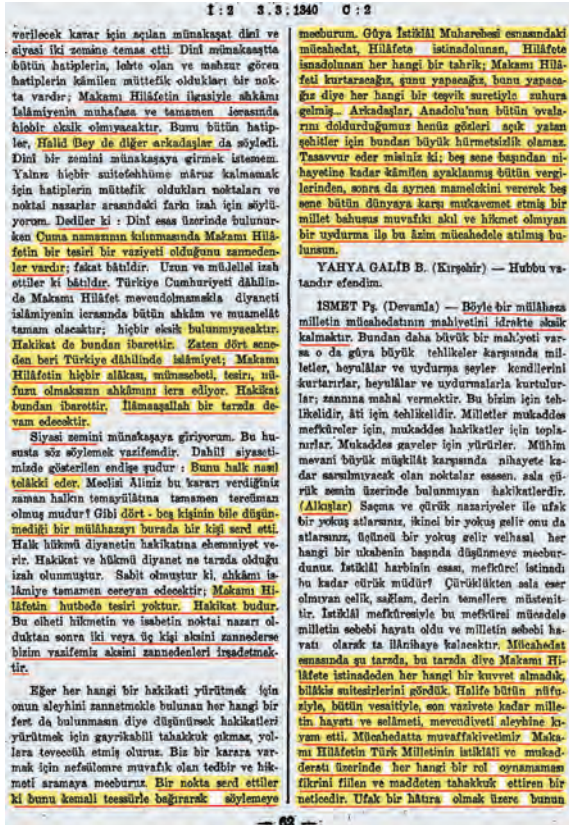 İ : 2 3 . 3 . 1340 C : 2
verilecek karar için açılan münakaşat dinî ve
siyasi iki zemine temas etti. Dinî münakaşatta
bütün hatiplerin, lehte olan ve mahzur gören
hatiplerin kâmilen müttefik oldukları bir nok-
ta vardır; Makamı Hilâfetin ilgasiyle ahkâmı
İslâmiyenin muhafaza ve tamamen icrasında
hiçbir eksik olmıyacaktır. Bunu bütün hatip-
ler, Halid Bey de diğer arkadaşlar da söyledi.
Dinî bir zemini münakaşaya girmek istemem.
Yalnız hiçbir suitefehhüme mâruz kalmamak
için hatiplerin müttefik oldukları noktaları ve
noktai nazarlar arasındaki farkı izah için söylü-
yorum. Dediler ki : Dinî esas üzerinde bulunur-
ken Cuma namazının kılınmasında Makamı Hilâ-
fetin bir tesiri bir vaziyeti olduğunu zanneden-
ler vardır; fakat bâtıldır. Uzun ve mülellel izah
ettiler ki bâtıldır. Türkiye Cumhuriyeti dâhilin-
de Makamı Hilâfet mevcudolmamakla diyaneti
islâmiyenin icrasında bütün ahkâm ve muamelât
tamam olacaktır; hiçbir eksik bulunmıyacaktır.
Hakikat de bundan ibarettir. Zaten dört sene-
den beri Türkiye dâhilinde islâmiyet; Makamı
Hilâfetin hiçbir alâkası, münasebeti, tesiri, nü-
fuzu olmaksızın ahkâmını icra ediyor. Hakikat
bundan ibarettir. İlâmaaşallah bir tarzda de-
vam edecektir.
Siyasi zemini münakaşaya giriyorum. Bu hu-
susta söz söylemek vazifemdir. Dahilî siyaseti-
mizde gösterilen endişe şudur : Bunu halk nasıl
telâkki eder. Meclisi Âliniz bu kararı verdiğiniz
zaman halkın temayülâtına tamamen tercüman
olmuş mudur? Gibi dört - beş kişinin bile düşün-
mediği bir mülâhazayı burada bir kişi serd etti.
Halk hükmü diyanetin hakikatına ehemmiyet ve-
rir. Hakikat ve hükmü diyanet ne tarzda olduğu
izah olunmuştur. Sabit olmuştur ki, ahkâmı is-
lâmiye tamamen cereyan edecektir; Makamı Hi-
lâfetin hutbede tesiri yoktur. Hakikat budur.
Bu ciheti hikmetin ve isabetin noktai nazarı ol-
duktan sonra iki veya üç kişi aksini zannederse
bizim vazifemiz aksini zannedenleri irşadetmek-
tir.
Eğer her hangi bir hakikati yürütmek için
onun aleyhini zannetmekle bulunan her hangi bir
fert de bulunmasın diye düşünürsek hakikatleri
yürütmek için gayrikabili tahakkuk çıkmaz, yol-
lara teveccüh etmiş oluruz. Biz bir karara var-
mak için nefsülemre muvafık olan tedbir ve hik-
meti aramaya mecburuz. Bir nokta serd ettiler
ki bunu kemali teessürle bağırarak söylemeye
mecburum. Gûya İstiklâl Muharebesi esnasındaki
mücahedat, Hilâfete istinadolunan, Hilâfete
isnadolunan her hangi bir tahrik; Makamı Hilâ-
feti kurtaracağız, şunu yapacağız, bunu yapaca-
ğız diye her hangi bir teşvik suretiyle zuhura
gelmiş... Arkadaşlar, Anadolu'nun bütün ovala-
rını doldurduğumuz henüz gözleri açık yatan
şehitler için bundan büyük hürmetsizlik olamaz.
Tasavvur eder misiniz ki; beş sene başından ni-
hayetine kadar kâmilen ayaklanmış bütün vergi-
lerinden, sonra da ayrıca memelekini vererek beş
sene bütün dünyaya karşı mukavemet etmiş bir
millet bahusus muvafıkı akıl ve hikmet olmıyan
bir uydurma ile bu âzim mücahedele atılmış bu-
lunsun.
YAHYA GALİB B. (Kırşehir) — Hubbu va-
tandır efendim.
İSMET Pş. (Devamla) — Böyle bir mülâhaza
milletin mücahedatının mahiyetini idrakte eksik
kalmaktır. Bundan daha büyük bir mahiyeti var-
sa o da gûya büyük tehlikeler karşısında mil-
letler, heyulâlar ve uydurma şeyler kendilerini
kurtarırlar, heyulâlar ve uydurmalarla kurtulur-
lar; zannına mahal vermektir. Bu bizim için teh-
likelidir, âti için tehlikelidir. Milletler mukaddes
mefkûreler için, mukaddes hakikatler için topla-
nırlar. Mukaddes gayeler için yürürler. Mühim
mevani büyük müşkilât karşısında nihayete ka-
dar sarsılmıyacak olan noktalar esasen, asla çü-
rük zemin üzerinde bulunmıyan hakikatlerdir.
(Alkışlar) Saçma ve çürük nazariyeler ile ufak
bir yokuş atlarsınız, ikinci bir yokuş gelir onu da
atlarsınız, üçüncü bir yokuş gelir velhasıl her
hangi bir ukabenin başında düşünmeye mecbur-
dunuz. İstiklâl harbinin esası, mefkûrei istinadı
bu kadar çürük müdür? Çürüklükten asla eser
olmıyan çelik, sağlam, derin temellere müstenit-
tir. İstiklâl mefkûresiyle bu mefkûrei mücadele
milletin sebebi hayatı oldu ve milletin sebebi ha-
yatı olarak ta ilânihaye kalacaktır. Mücahedat
esnasında şu tarzda, bu tarzda diye Makamı Hi-
lâfete istinadeden her hangi bir kuvvet almadık,
bilâkis suitesirlerini gördük. Halife bütün nüfu-
ziyle, bütün vesaitiyle, son vaziyete kadar mille-
tin hayatı ve selâmeti, mevcudiyeti aleyhine kı-
yam etti. Mücahedatta muvaffakiyetimiz Maka-
mı Hilâfetin Türk Milletinin istiklâli ve mukad-
deratı üzerinde her hangi bir rol oynamaması
fikrini fiilen ve maddeten tahakkuk ettiren bir
neticedir. Ufak bir hâtıra olmak üzere bunun
— 62 —